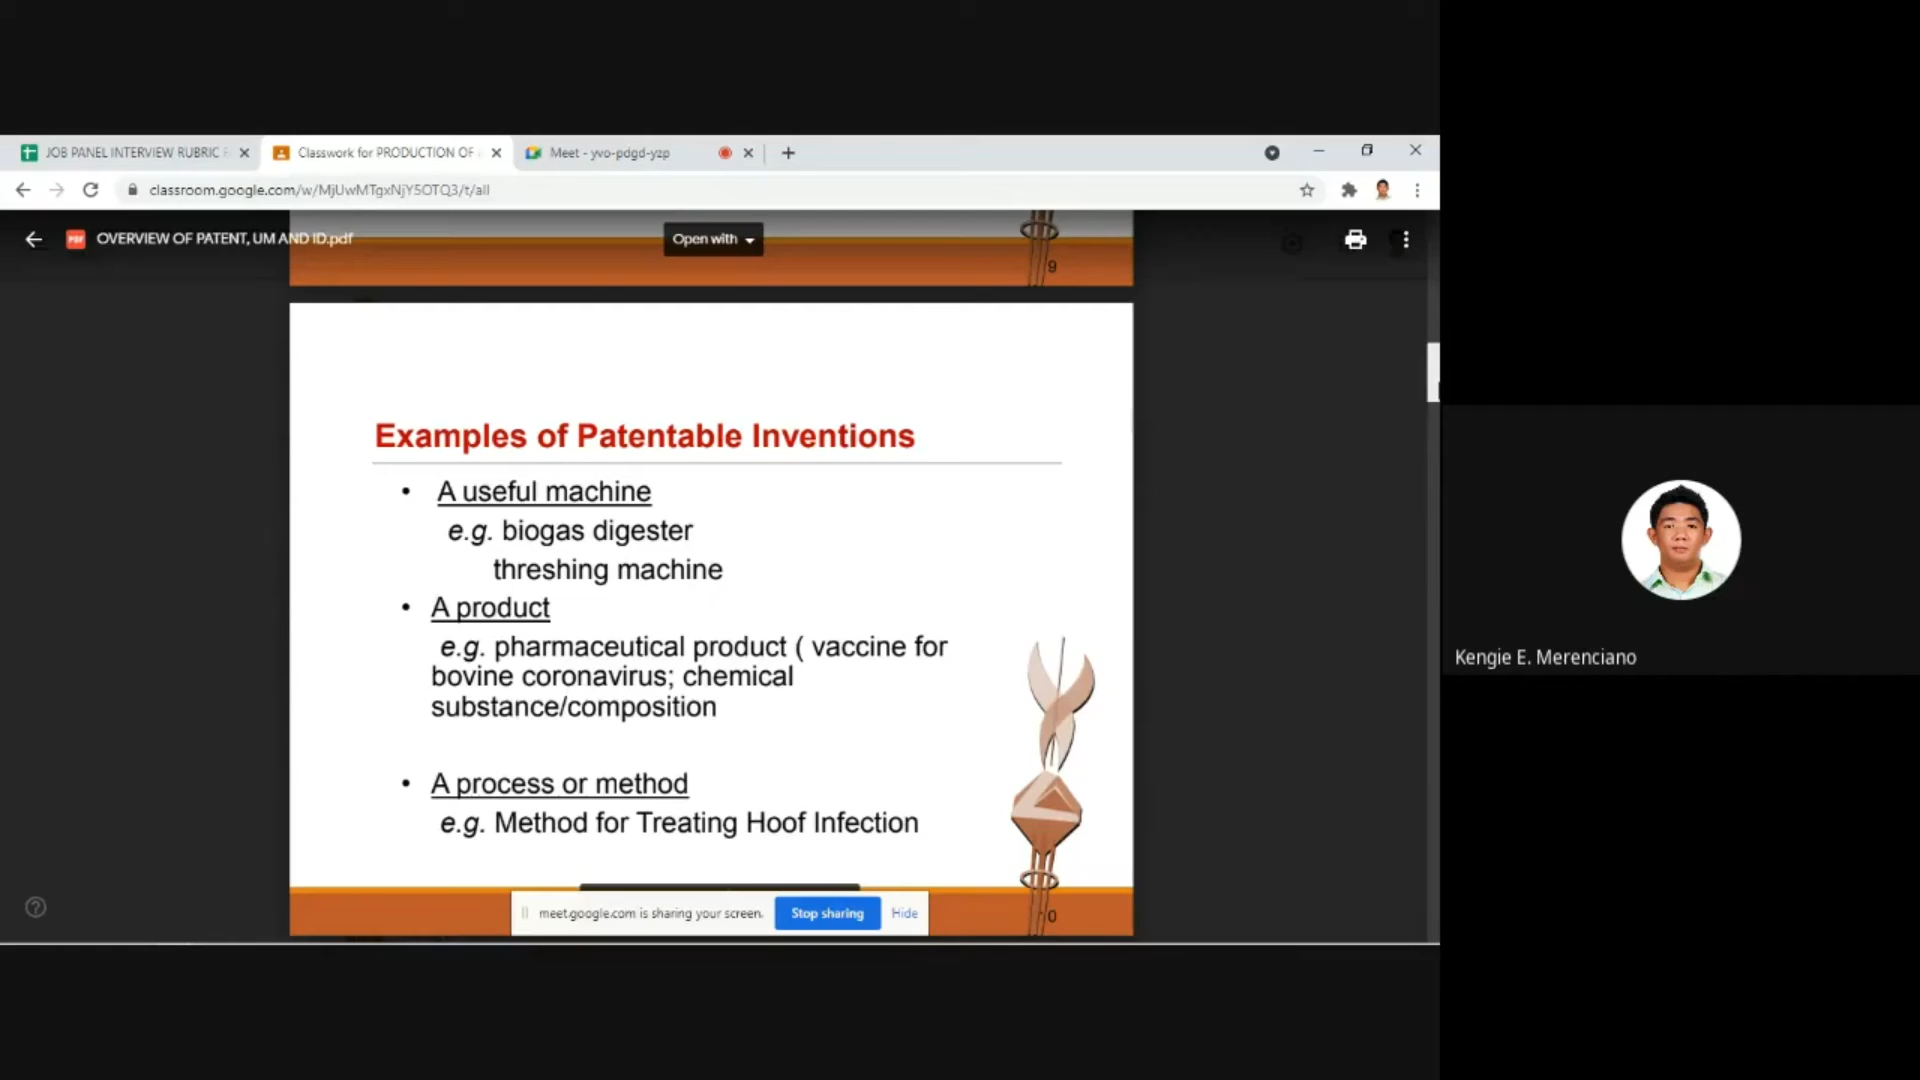 JOB PANEL INTERVIEW RUBRIC
Classwork for PRODUCTION OF
Meet - yvo-pdgd-yzp
classroom.google.com/w/MjUwMTgxNjY5OTQ3/t/all
PDF OVERVIEW OF PATENT, UM AND ID.pdf
Open with
9
Examples of Patentable Inventions
• A useful machine
e.g. biogas digester
threshing machine
• A product
e.g. pharmaceutical product ( vaccine for
bovine coronavirus; chemical
substance/composition
• A process or method
e.g. Method for Treating Hoof Infection
Kengie E. Merenciano
meet.google.com is sharing your screen.
Stop sharing
Hide
0